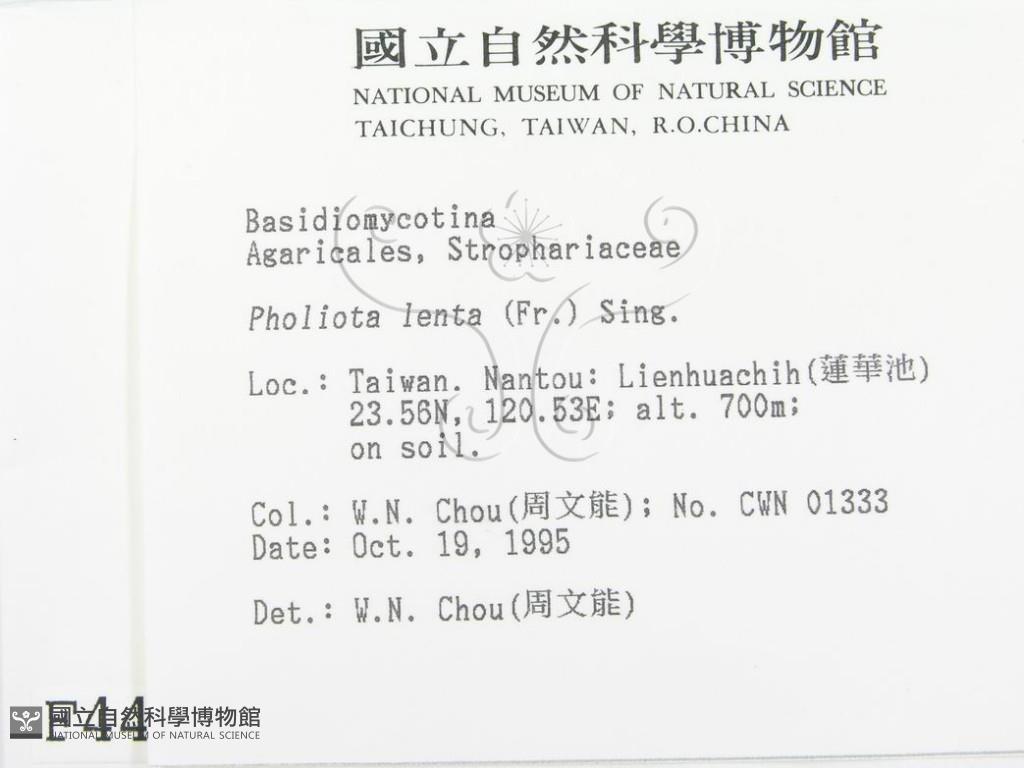 國立自然科學博物館
NATIONAL MUSEUM OF NATURAL SCIENCE
TAICHUNG, TAIWAN, R.O.CHINA
Basidiomycotina
Agaricales, Strophariaceae
Pholiota lenta (Fr.) Sing.
Loc.: Taiwan. Nantou: Lienhuachih(蓮華池)
23.56N, 120.53E; alt. 700m;
on soil.
Col.: W.N. Chou(周文能); No. CWN 01333
Date: Oct. 19, 1995
Det.: W.N. Chou(周文能)
F44
國立自然科學博物館
NATIONAL MUSEUM OF NATURAL SCIENCE